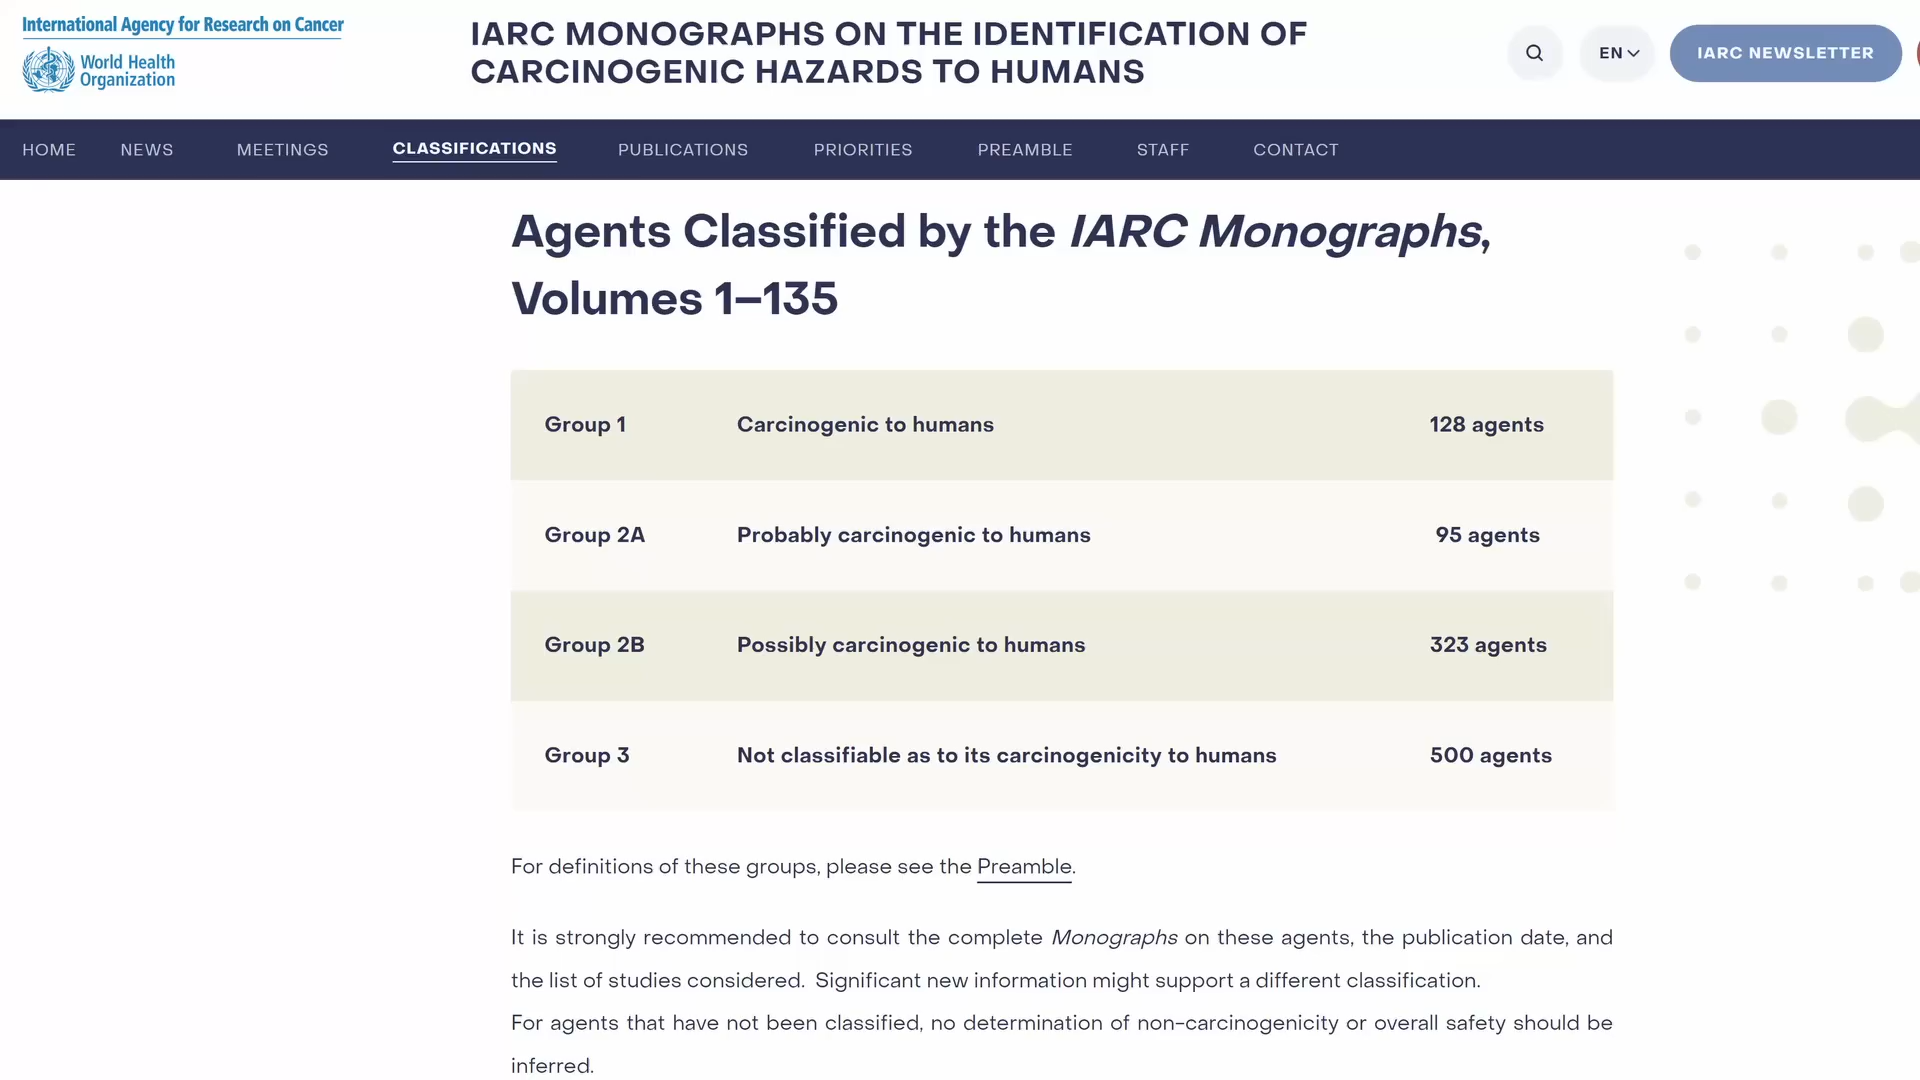 International Agency for Research on Cancer
World Health
Organization
IARC MONOGRAPHS ON THE IDENTIFICATION OF
CARCINOGENIC HAZARDS TO HUMANS
EN
IARC NEWSLETTER
HOME NEWS MEETINGS CLASSIFICATIONS PUBLICATIONS PRIORITIES PREAMBLE STAFF CONTACT
Agents Classified by the IARC Monographs,
Volumes 1–135
Group 1 Carcinogenic to humans 128 agents
Group 2A Probably carcinogenic to humans 95 agents
Group 2B Possibly carcinogenic to humans 323 agents
Group 3 Not classifiable as to its carcinogenicity to humans 500 agents
For definitions of these groups, please see the Preamble.
It is strongly recommended to consult the complete Monographs on these agents, the publication date, and
the list of studies considered. Significant new information might support a different classification.
For agents that have not been classified, no determination of non-carcinogenicity or overall safety should be
inferred.